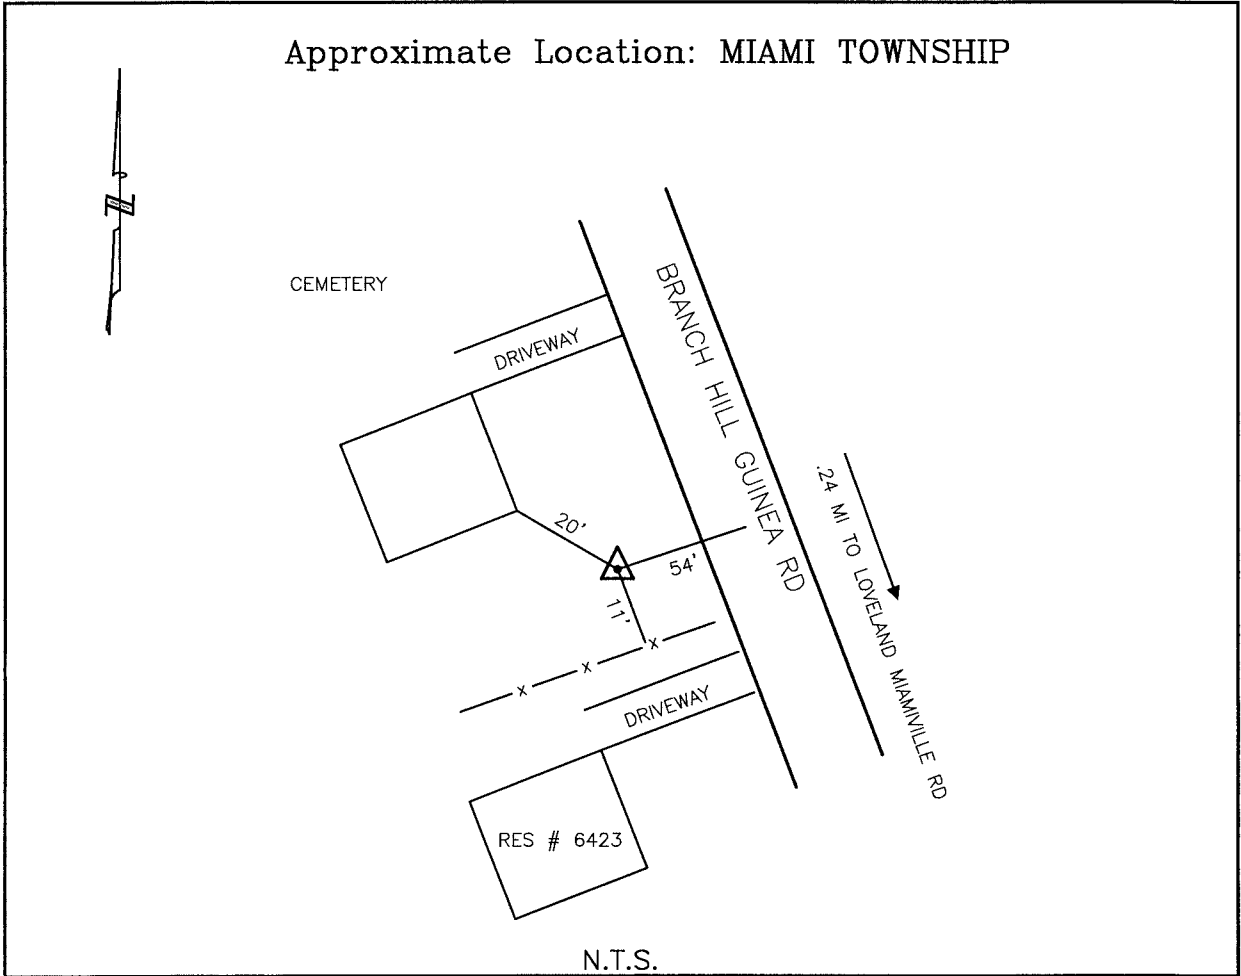 Approximate Location: MIAMI TOWNSHIP
N
CEMETERY
DRIVEWAY
BRANCH HILL GUINEA RD
.24 MI TO LOVELAND MIAMIVILLE RD
20'
54'
11'
x x x
DRIVEWAY
RES # 6423
N.T.S.